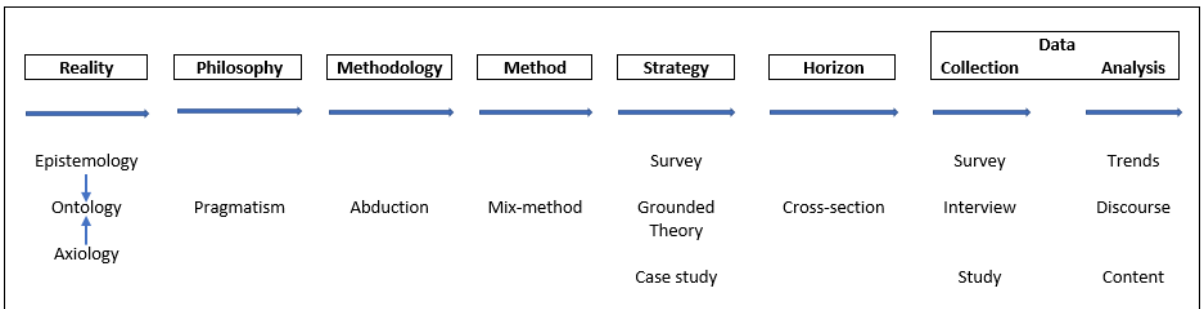 Data
Reality Philosophy Methodology Method Strategy Horizon Collection Analysis
Epistemology Survey Survey Trends
Ontology Pragmatism Abduction Mix-method Grounded Cross-section Interview Discourse
Theory
Axiology
Case study Study Content